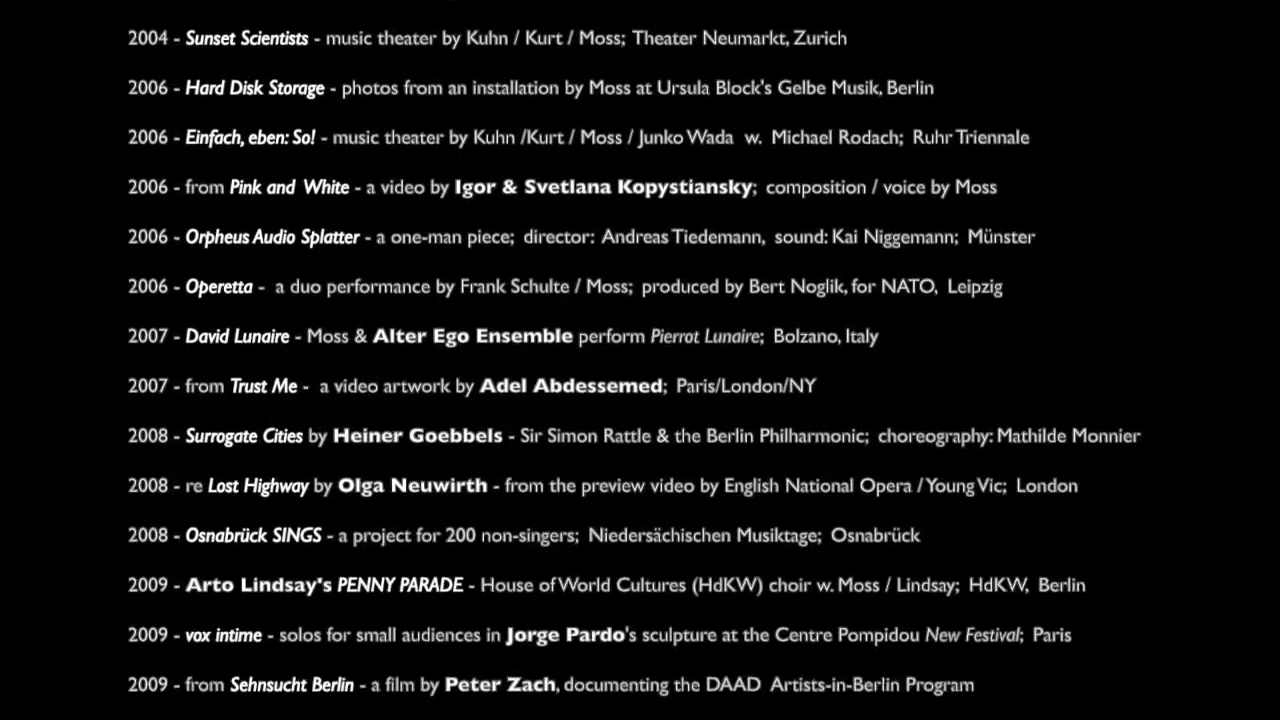 2004 - Sunset Scientists - music theater by Kuhn / Kurt / Moss; Theater Neumarkt, Zurich
2006 - Hard Disk Storage - photos from an installation by Moss at Ursula Block's Gelbe Musik, Berlin
2006 - Einfach, eben: So! - music theater by Kuhn /Kurt / Moss / Junko Wada w. Michael Rodach; Ruhr Triennale
2006 - from Pink and White - a video by Igor & Svetlana Kopystiansky; composition / voice by Moss
2006 - Orpheus Audio Splatter - a one-man piece; director: Andreas Tiedemann, sound: Kai Niggemann; Münster
2006 - Operetta - a duo performance by Frank Schulte / Moss; produced by Bert Noglik, for NATO, Leipzig
2007 - David Lunaire - Moss & Alter Ego Ensemble perform Pierrot Lunaire; Bolzano, Italy
2007 - from Trust Me - a video artwork by Adel Abdessemed; Paris/London/NY
2008 - Surrogate Cities by Heiner Goebbels - Sir Simon Rattle & the Berlin Philharmonic; choreography: Mathilde Monnier
2008 - re Lost Highway by Olga Neuwirth - from the preview video by English National Opera / Young Vic; London
2008 - Osnabrück SINGS - a project for 200 non-singers; Niedersächischen Musiktage; Osnabrück
2009 - Arto Lindsay's PENNY PARADE - House of World Cultures (HdKW) choir w. Moss / Lindsay; HdKW, Berlin
2009 - vox intime - solos for small audiences in Jorge Pardo's sculpture at the Centre Pompidou New Festival; Paris
2009 - from Sehnsucht Berlin - a film by Peter Zach, documenting the DAAD Artists-in-Berlin Program